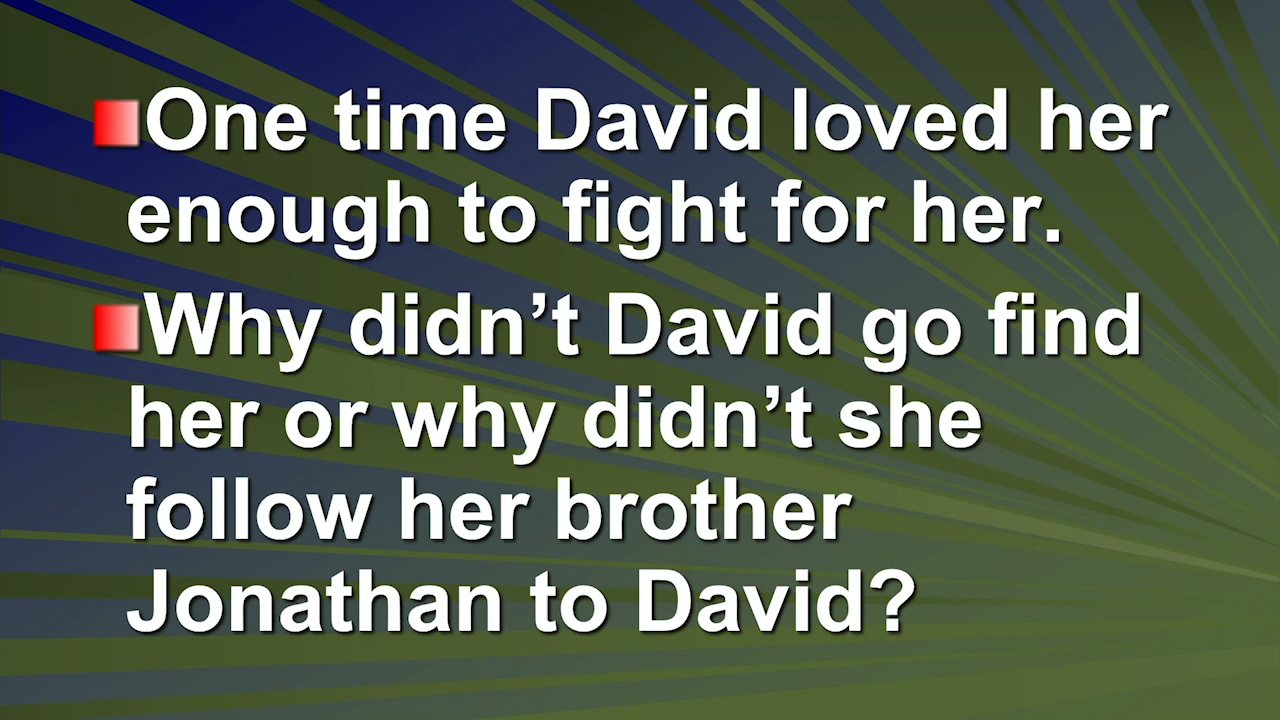 One time David loved her
enough to fight for her.
Why didn’t David go find
her or why didn’t she
follow her brother
Jonathan to David?